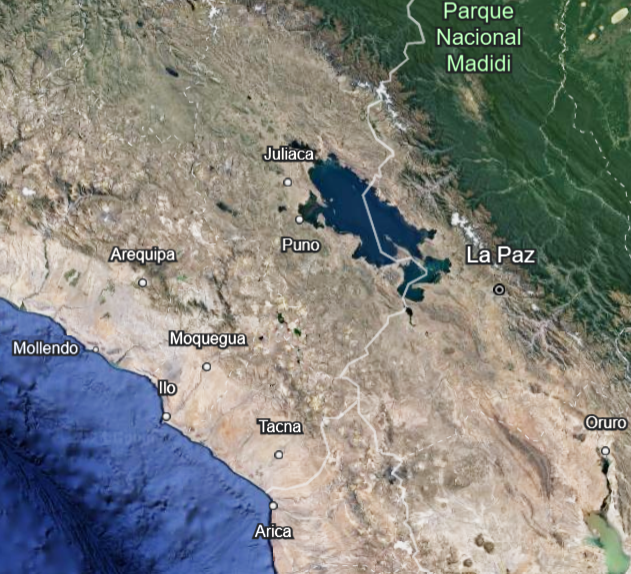 Parque
Nacional
Madidi
Juliaca
Puno
La Paz
Arequipa
Moquegua
Mollendo
Ilo
Tacna
Oruro
Arica